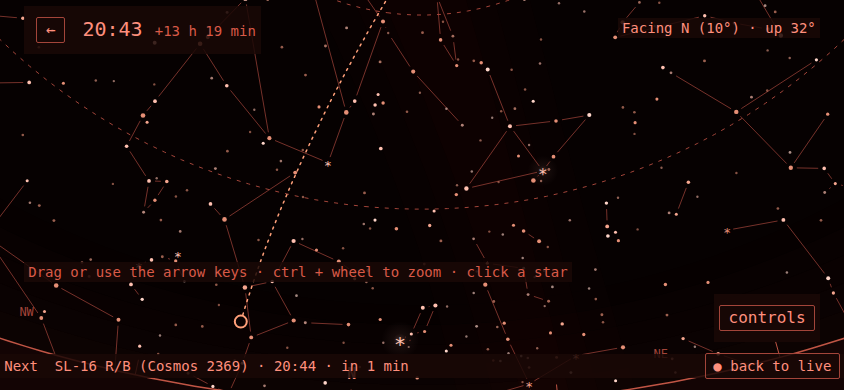 ← 20:43 +13 h 19 min
Facing N (10°) · up 32°
Drag or use the arrow keys · ctrl + wheel to zoom · click a star
NW
controls
NE
Next SL-16 R/B (Cosmos 2369) · 20:44 · in 1 min
● back to live
N